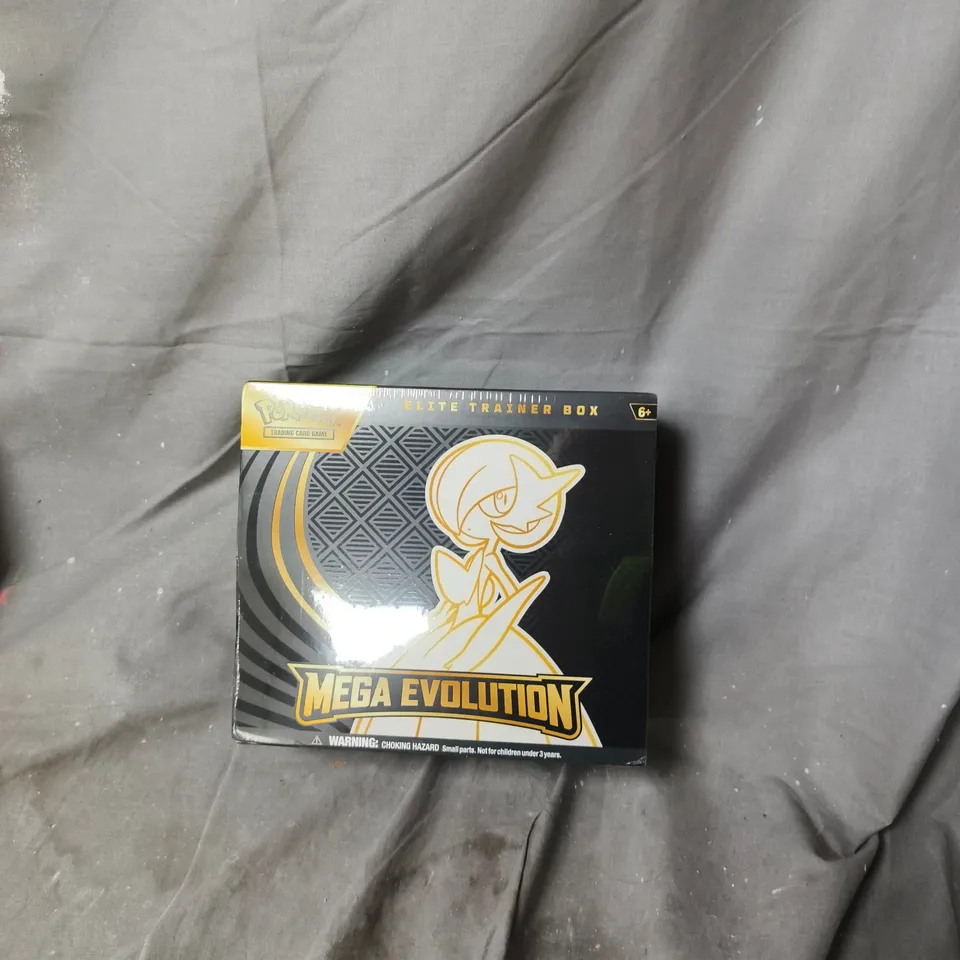 POKÉMON
TRADING CARD GAME
ELITE TRAINER BOX
6+
MEGA EVOLUTION
⚠ WARNING: CHOKING HAZARD Small parts. Not for children under 3 years.